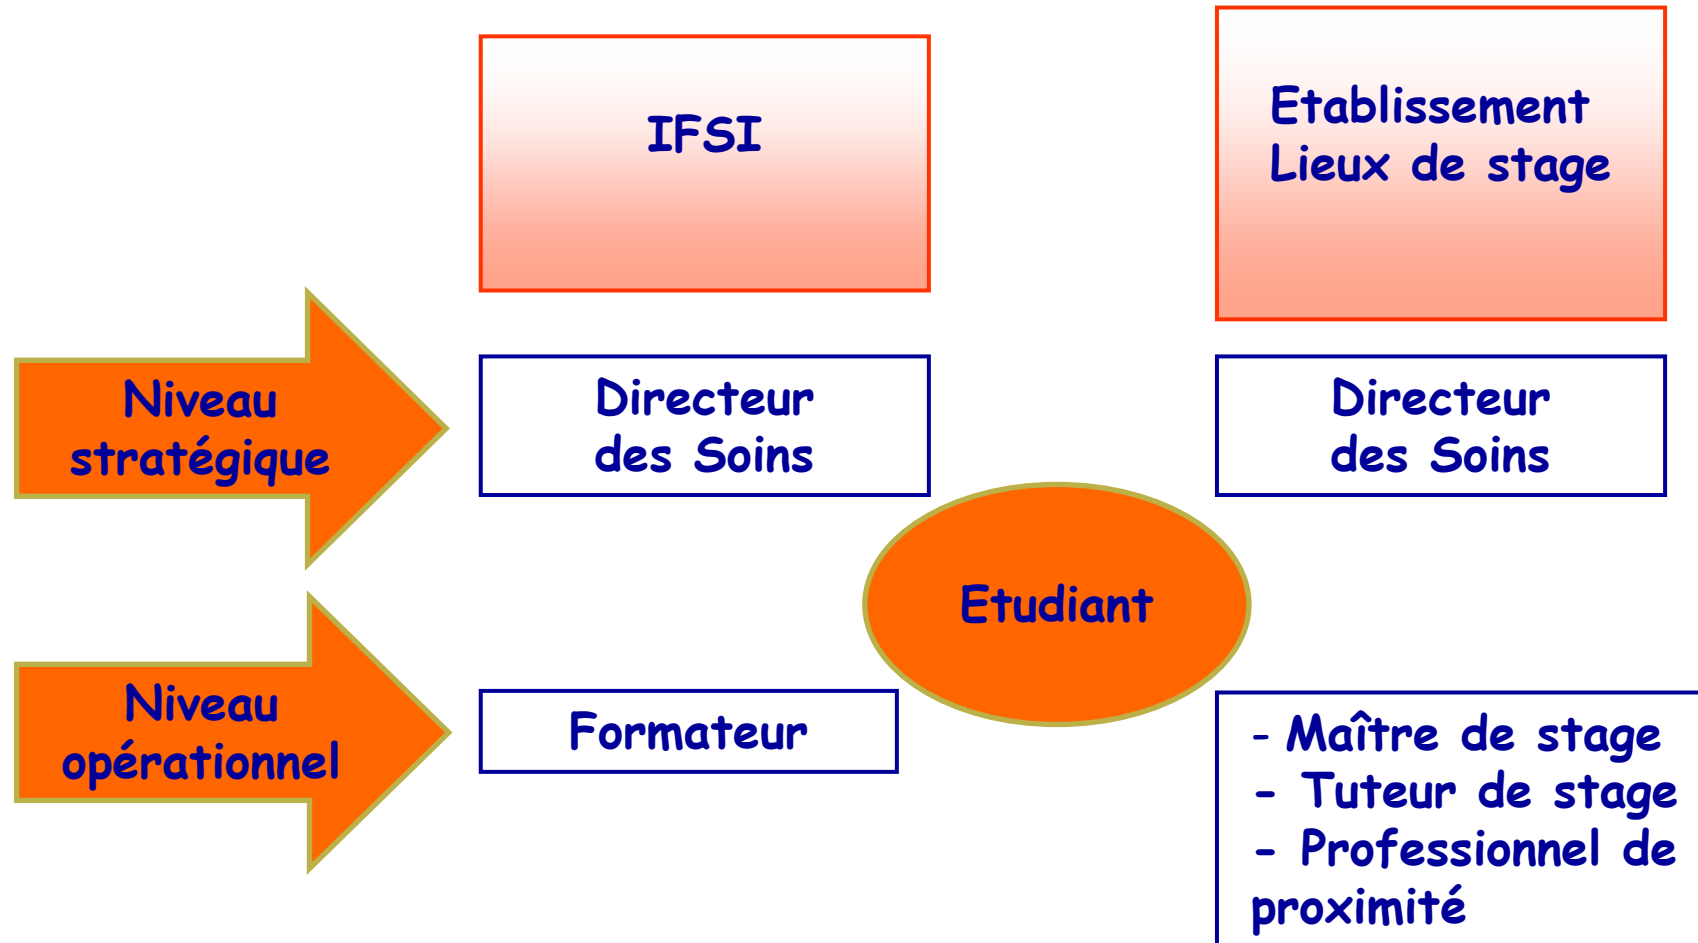 IFSI
Etablissement
Lieux de stage
Niveau
stratégique
Directeur
des Soins
Directeur
des Soins
Etudiant
Niveau
opérationnel
Formateur
- Maître de stage
- Tuteur de stage
- Professionnel de
proximité